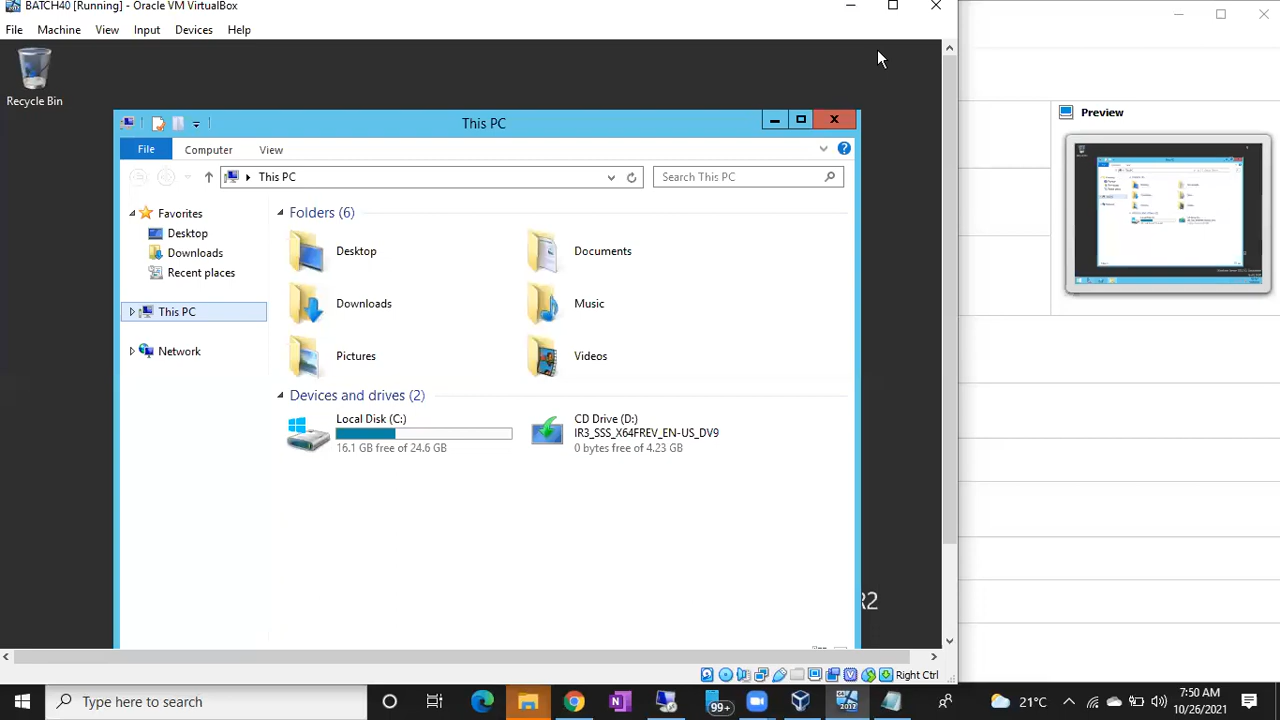 BATCH40 [Running] - Oracle VM VirtualBox
File Machine View Input Devices Help
Recycle Bin
This PC
File Computer View
This PC
Search This PC
Favorites
Desktop
Downloads
Recent places
This PC
Network
Folders (6)
Desktop
Documents
Downloads
Music
Pictures
Videos
Devices and drives (2)
Local Disk (C:)
16.1 GB free of 24.6 GB
CD Drive (D:)
IR3_SSS_X64FREV_EN-US_DV9
0 bytes free of 4.23 GB
R2
Right Ctrl
Preview
Type here to search
99+
2012
21°C
7:50 AM
10/26/2021